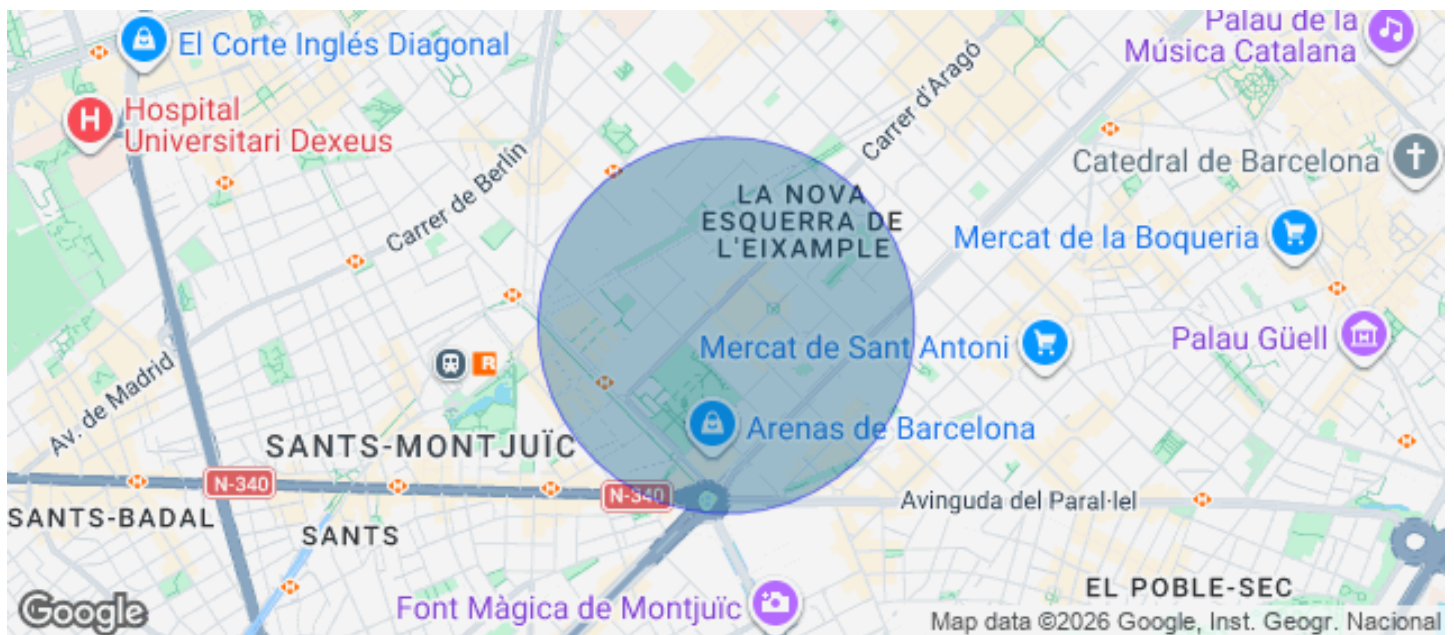 Palau de la
Música Catalana
El Corte Inglés Diagonal
Hospital
Universitari Dexeus
Carrer d'Aragó
Catedral de Barcelona
Carrer de Berlín
LA NOVA
ESQUERRA DE
L'EIXAMPLE
Mercat de la Boqueria
Mercat de Sant Antoni
Palau Güell
R
Av. de Madrid
Arenas de Barcelona
SANTS-MONTJUÏC
N-340
N-340
Avinguda del Paral·lel
SANTS-BADAL
SANTS
EL POBLE-SEC
Font Màgica de Montjuïc
Google
Map data ©2026 Google, Inst. Geogr. Nacional